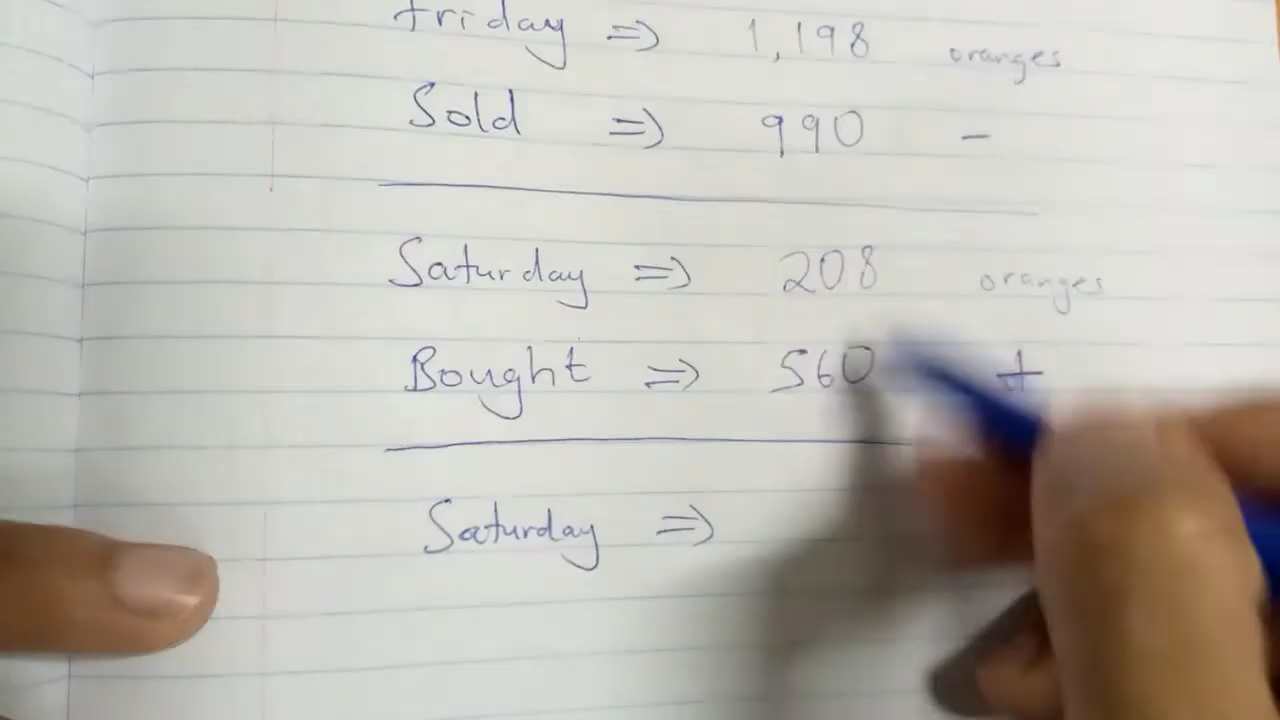 Friday => 1,198 oranges
Sold => 990 -
Saturday => 208 oranges
Bought => 560 +
Saturday =>